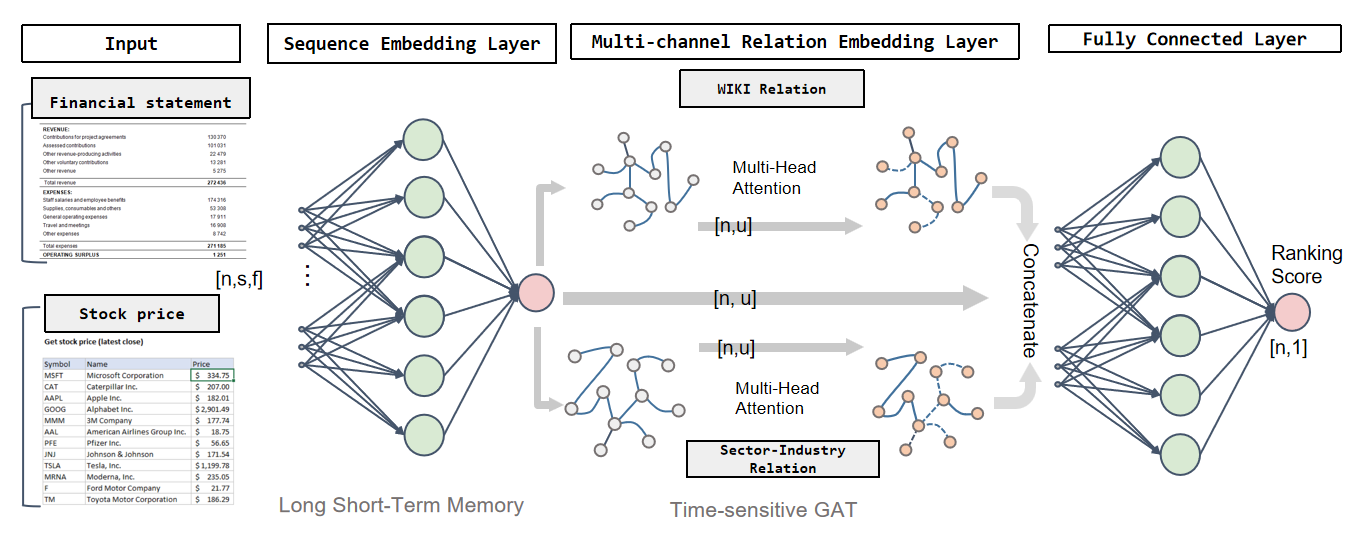 Input
Sequence Embedding Layer
Multi-channel Relation Embedding Layer
Fully Connected Layer
Financial statement
REVENUE:
Contributions for project agreements 130 370
Assessed contributions 101 031
Other revenue-producing activities 22 479
Other voluntary contributions 13 281
Other revenue 5 275
Total revenue 272 436
EXPENSES:
Staff salaries and employee benefits 174 316
Supplies, consumables and others 53 308
General operating expenses 17 911
Travel and meetings 16 908
Other expenses 8 742
Total expenses 271 185
OPERATING SURPLUS 1 251
[n,s,f]
Stock price
Get stock price (latest close)
Symbol Name Price
MSFT Microsoft Corporation $ 334.75
CAT Caterpillar Inc. $ 207.00
AAPL Apple Inc. $ 182.01
GOOG Alphabet Inc. $ 2,901.49
MMM 3M Company $ 177.74
AAL American Airlines Group Inc. $ 18.75
PFE Pfizer Inc. $ 56.65
JNJ Johnson & Johnson $ 171.54
TSLA Tesla, Inc. $ 1,199.78
MRNA Moderna, Inc. $ 235.05
F Ford Motor Company $ 21.77
TM Toyota Motor Corporation $ 186.29
Long Short-Term Memory
WIKI Relation
Multi-Head
Attention
[n,u]
[n, u]
[n,u]
Multi-Head
Attention
Sector-Industry
Relation
Time-sensitive GAT
Concatenate
Ranking
Score
[n,1]